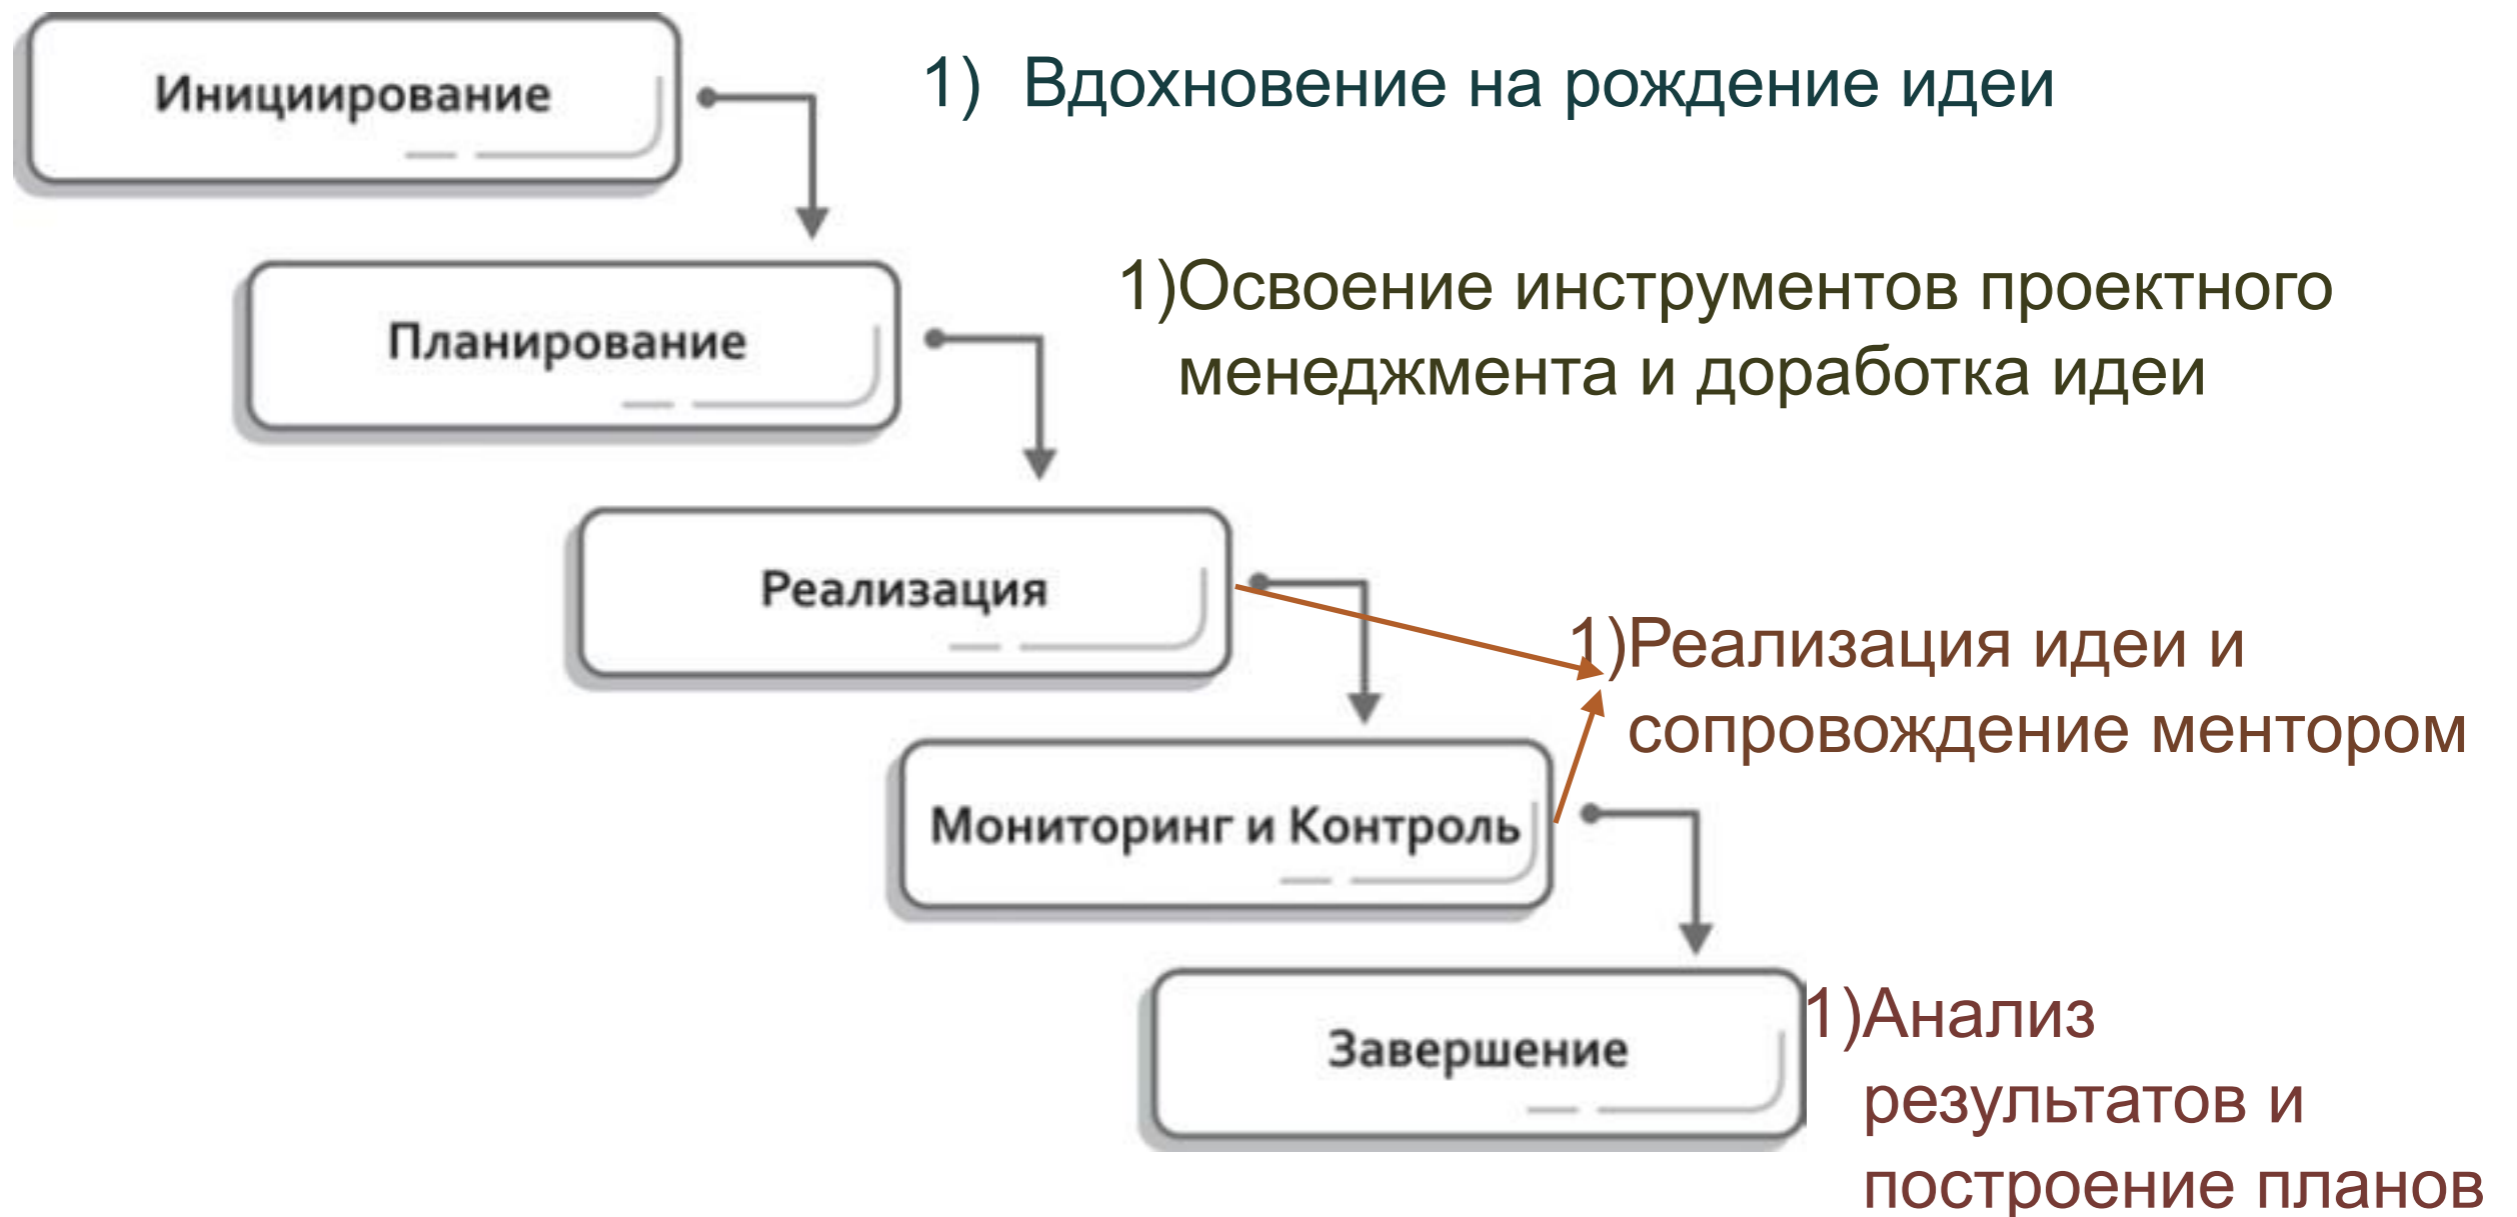 Инициирование
1) Вдохновение на рождение идеи
Планирование
1)Освоение инструментов проектного
менеджмента и доработка идеи
Реализация
1)Реализация идеи и
сопровождение ментором
Мониторинг и Контроль
Завершение
1)Анализ
результатов и
построение планов